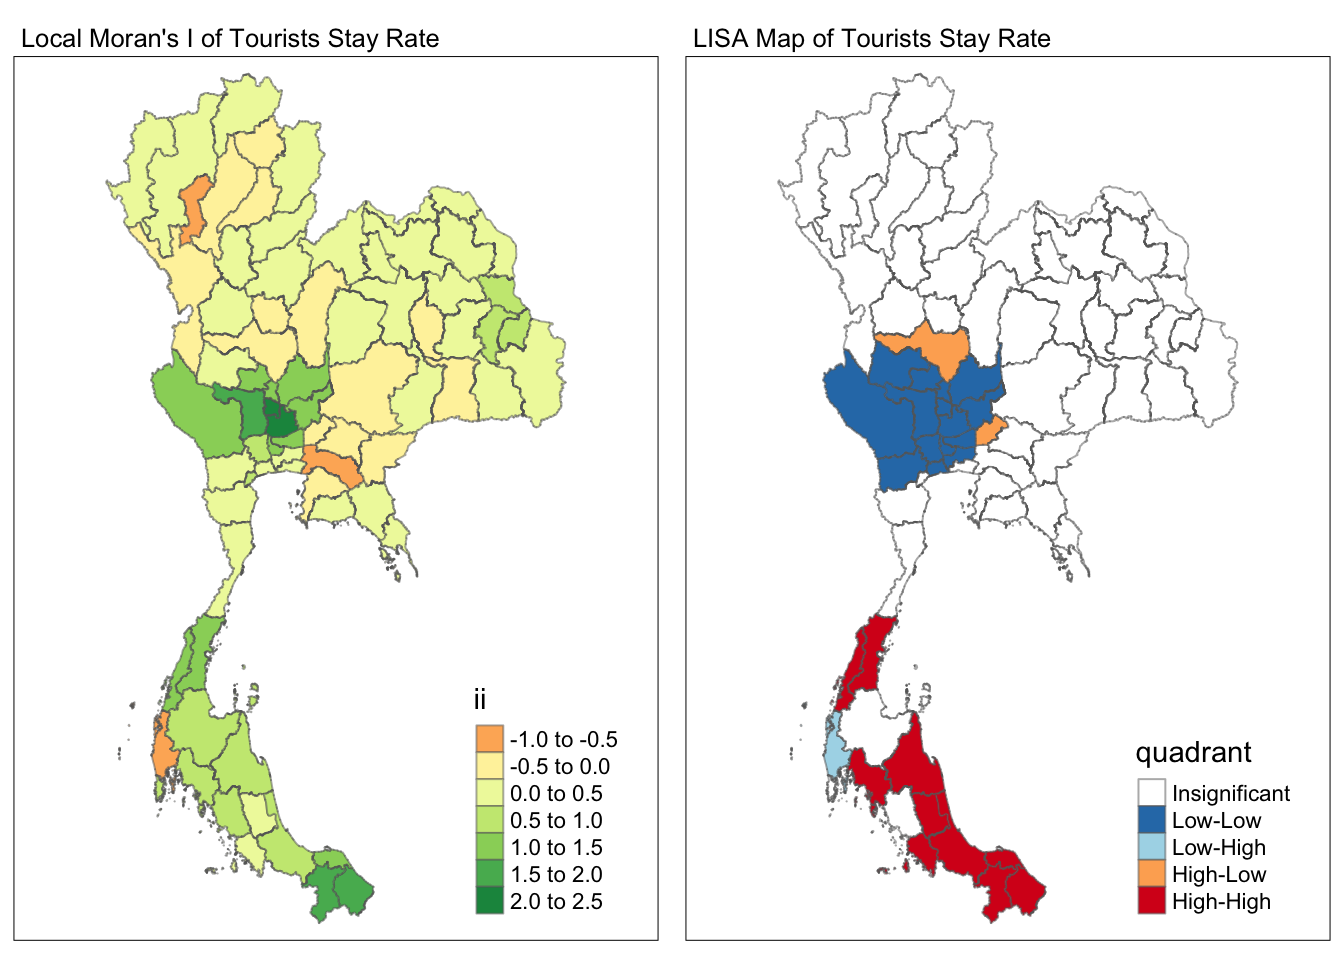 Local Moran's I of Tourists Stay Rate
ii
-1.0 to -0.5
-0.5 to 0.0
0.0 to 0.5
0.5 to 1.0
1.0 to 1.5
1.5 to 2.0
2.0 to 2.5
LISA Map of Tourists Stay Rate
quadrant
Insignificant
Low-Low
Low-High
High-Low
High-High